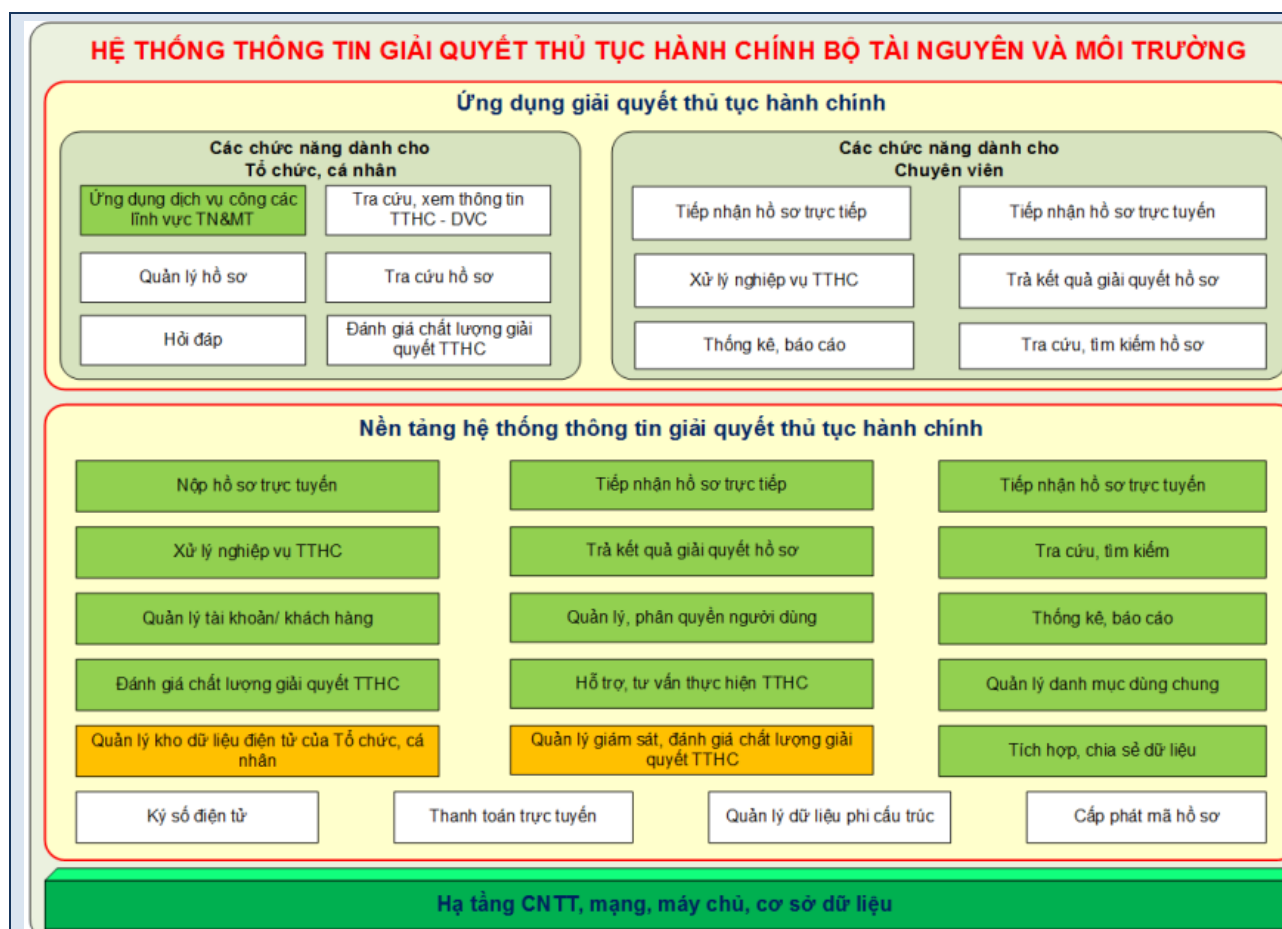 HỆ THỐNG THÔNG TIN GIẢI QUYẾT THỦ TỤC HÀNH CHÍNH BỘ TÀI NGUYÊN VÀ MÔI TRƯỜNG
Ứng dụng giải quyết thủ tục hành chính
Các chức năng dành cho
Tổ chức, cá nhân
Ứng dụng dịch vụ công các
lĩnh vực TN&MT
Tra cứu, xem thông tin
TTHC - DVC
Quản lý hồ sơ
Tra cứu hồ sơ
Hỏi đáp
Đánh giá chất lượng giải
quyết TTHC
Các chức năng dành cho
Chuyên viên
Tiếp nhận hồ sơ trực tiếp
Tiếp nhận hồ sơ trực tuyến
Xử lý nghiệp vụ TTHC
Trả kết quả giải quyết hồ sơ
Thống kê, báo cáo
Tra cứu, tìm kiếm hồ sơ
Nền tảng hệ thống thông tin giải quyết thủ tục hành chính
Nộp hồ sơ trực tuyến
Tiếp nhận hồ sơ trực tiếp
Tiếp nhận hồ sơ trực tuyến
Xử lý nghiệp vụ TTHC
Trả kết quả giải quyết hồ sơ
Tra cứu, tìm kiếm
Quản lý tài khoản/ khách hàng
Quản lý, phân quyền người dùng
Thống kê, báo cáo
Đánh giá chất lượng giải quyết TTHC
Hỗ trợ, tư vấn thực hiện TTHC
Quản lý danh mục dùng chung
Quản lý kho dữ liệu điện tử của Tổ chức, cá
nhân
Quản lý giám sát, đánh giá chất lượng giải
quyết TTHC
Tích hợp, chia sẻ dữ liệu
Ký số điện tử
Thanh toán trực tuyến
Quản lý dữ liệu phi cấu trúc
Cấp phát mã hồ sơ
Hạ tầng CNTT, mạng, máy chủ, cơ sở dữ liệu